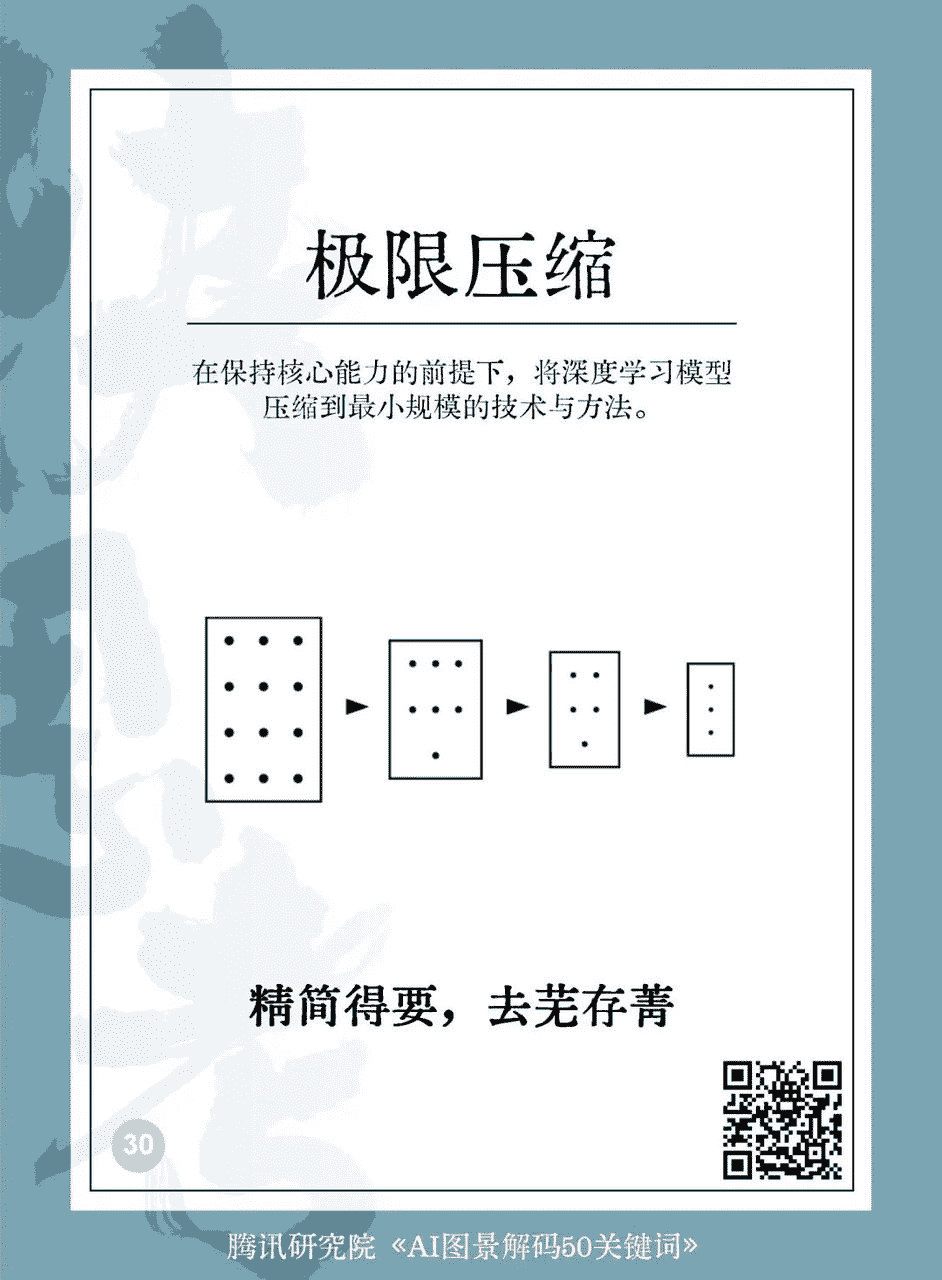 极限压缩
在保持核心能力的前提下，将深度学习模型
压缩到最小规模的技术与方法。
精简得要，去芜存菁
30
腾讯研究院《AI图景解码50关键词》